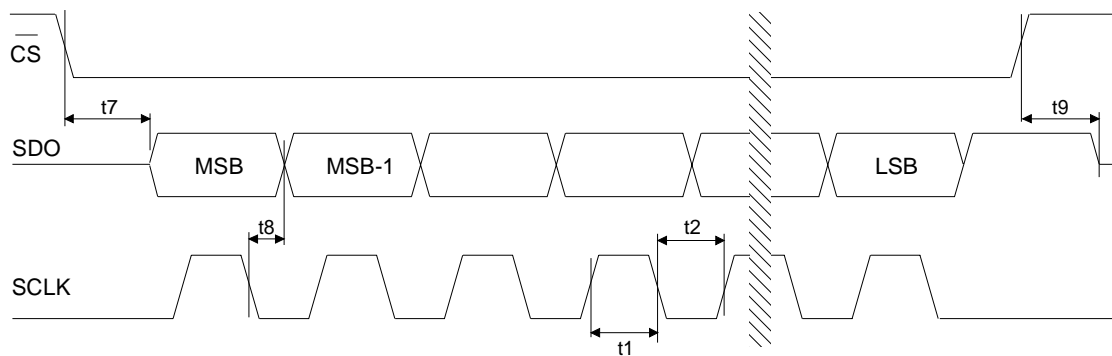 CS
t7
t9
SDO
MSB
MSB-1
LSB
t8
t2
SCLK
t1